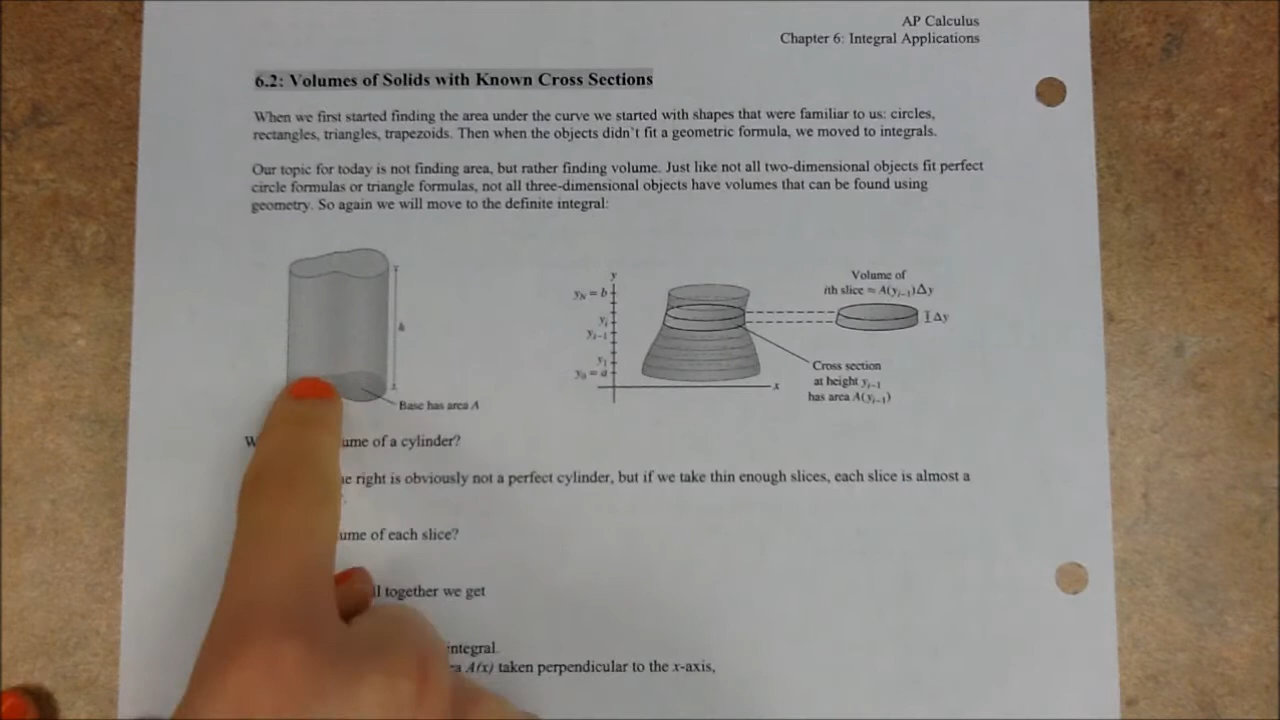 AP Calculus
Chapter 6: Integral Applications
6.2: Volumes of Solids with Known Cross Sections
When we first started finding the area under the curve we started with shapes that were familiar to us: circles,
rectangles, triangles, trapezoids. Then when the objects didn't fit a geometric formula, we moved to integrals.
Our topic for today is not finding area, but rather finding volume. Just like not all two-dimensional objects fit perfect
circle formulas or triangle formulas, not all three-dimensional objects have volumes that can be found using
geometry. So again we will move to the definite integral:
h
Base has area A
y
y_N = b
y_i
y_{i-1}
y_1
y_0 = a
x
Volume of
ith slice ≈ A(y_{i-1})Δy
Δy
Cross section
at height y_{i-1}
has area A(y_{i-1})
W ume of a cylinder?
e right is obviously not a perfect cylinder, but if we take thin enough slices, each slice is almost a
ume of each slice?
ll together we get
integral.
a A(x) taken perpendicular to the x-axis,